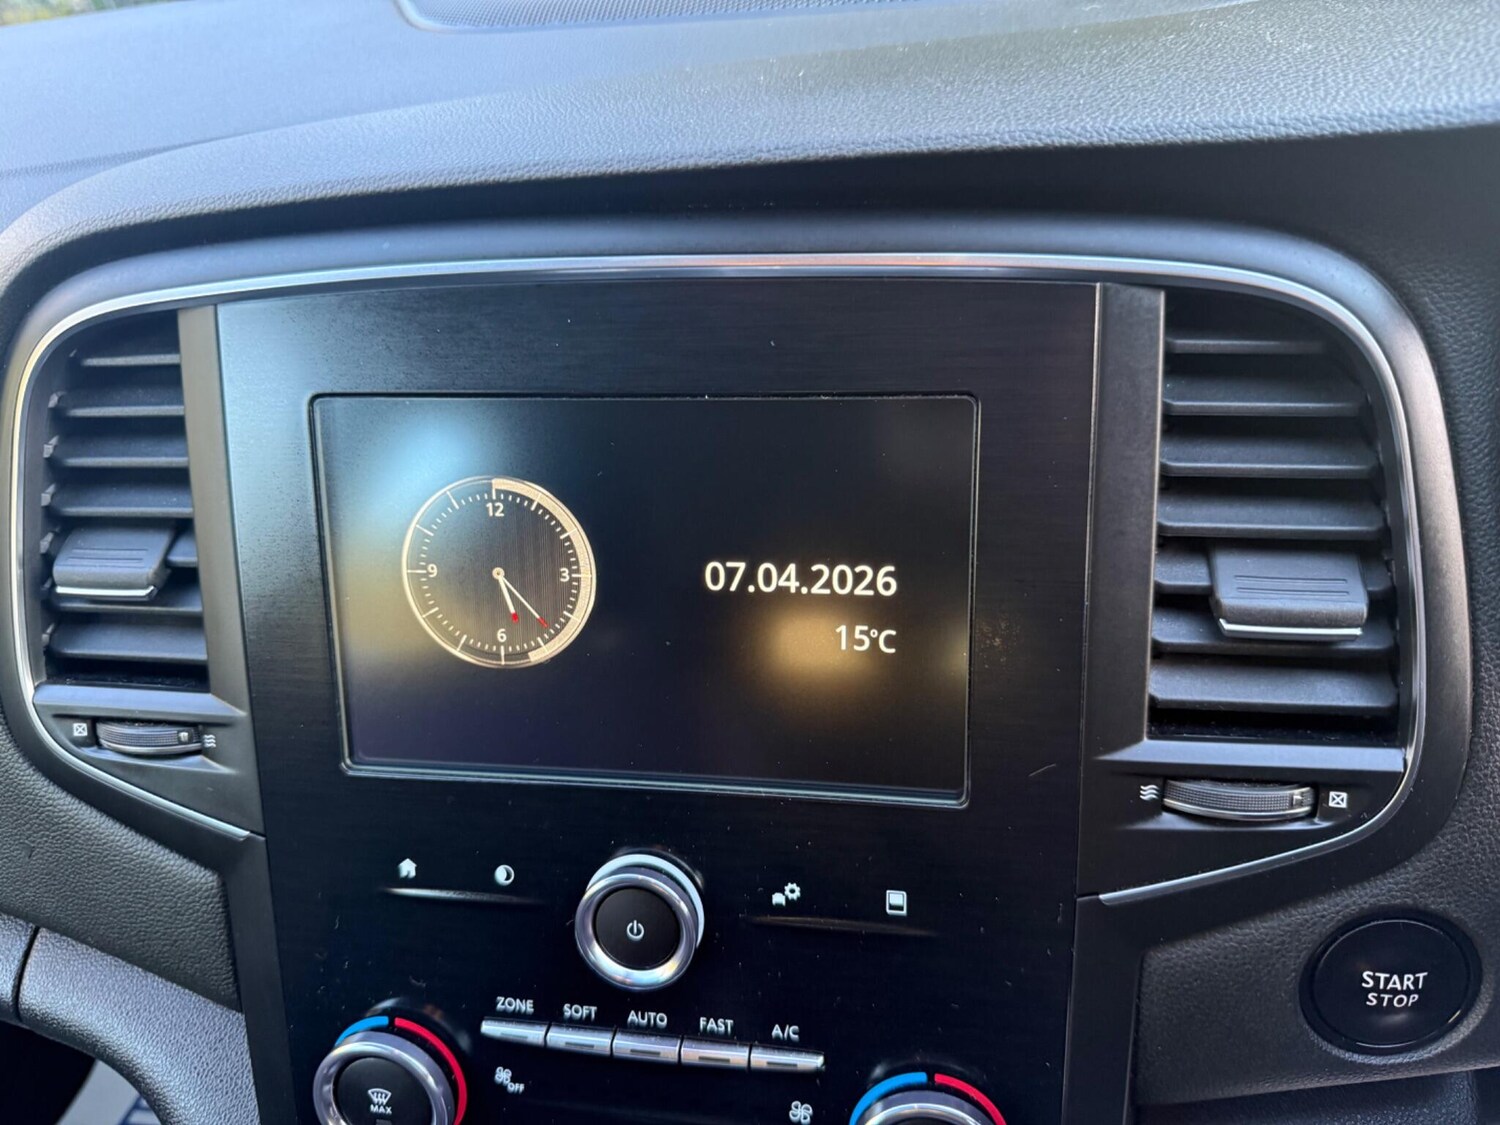 12
9
3
6
07.04.2026
15°C
ZONE
SOFT
AUTO
FAST
A/C
OFF
MAX
START
STOP